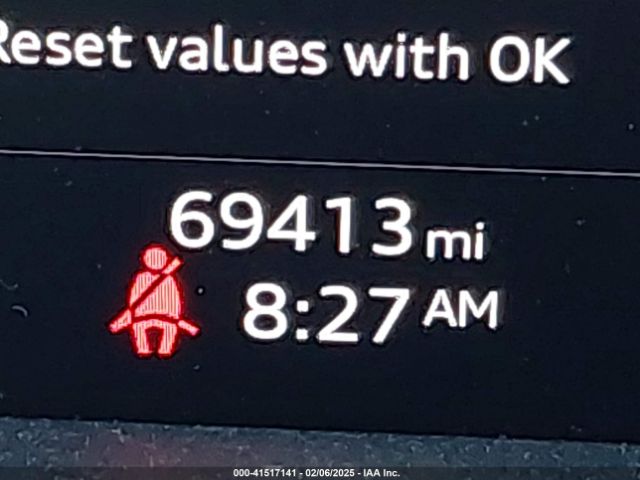 Reset values with OK
69413 mi
8:27 AM
000-41517141 - 02/06/2025 - IAA Inc.